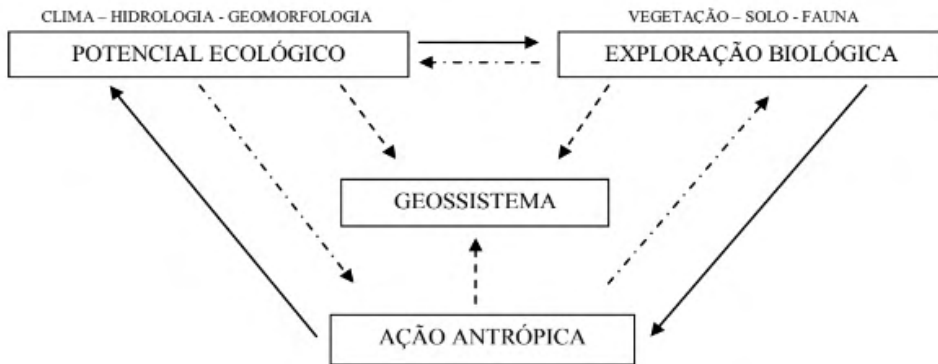 CLIMA – HIDROLOGIA - GEOMORFOLOGIA
VEGETAÇÃO – SOLO - FAUNA
POTENCIAL ECOLÓGICO
EXPLORAÇÃO BIOLÓGICA
GEOSSISTEMA
AÇÃO ANTRÓPICA